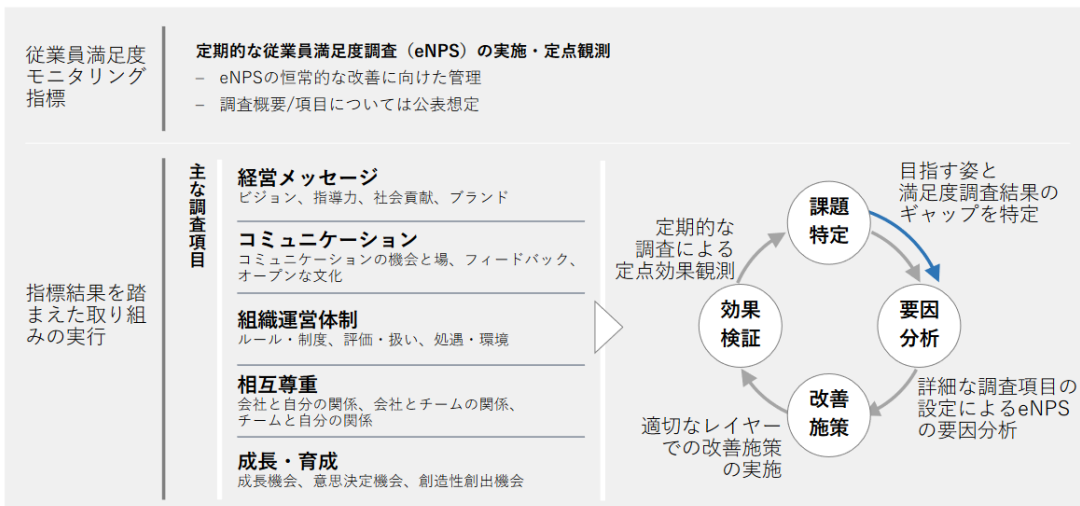 従業員満足度
モニタリング
指標
定期的な従業員満足度調査（eNPS）の実施・定点観測
– eNPSの恒常的な改善に向けた管理
– 調査概要/項目については公表想定
指標結果を踏
まえた取り組
みの実行
主な調査項目
経営メッセージ
ビジョン、指導力、社会貢献、ブランド
コミュニケーション
コミュニケーションの機会と場、フィードバック、
オープンな文化
組織運営体制
ルール・制度、評価・扱い、処遇・環境
相互尊重
会社と自分の関係、会社とチームの関係、
チームと自分の関係
成長・育成
成長機会、意思決定機会、創造性創出機会
課題
特定
目指す姿と
満足度調査結果の
ギャップを特定
要因
分析
詳細な調査項目の
設定によるeNPS
の要因分析
改善
施策
適切なレイヤー
での改善施策
の実施
効果
検証
定期的な
調査による
定点効果観測